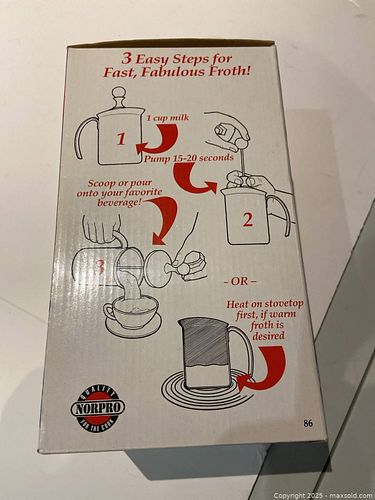 3 Easy Steps for
Fast, Fabulous Froth!
1 cup milk
1
Pump 15-20 seconds
2
Scoop or pour
onto your favorite
beverage!
3
- OR -
Heat on stovetop
first, if warm
froth is
desired
QUALITY
NORPRO
FOR THE COOK
86
Copyright 2025 - maxsold.com